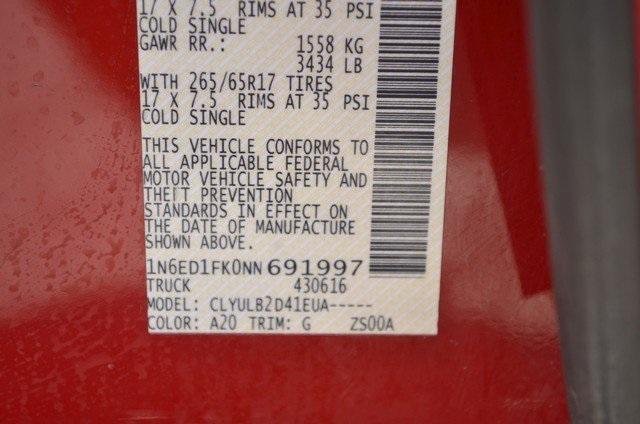 17 X 7.5 RIMS AT 35 PSI
COLD SINGLE
GAWR RR.: 1558 KG
3434 LB
WITH 265/65R17 TIRES
17 X 7.5 RIMS AT 35 PSI
COLD SINGLE
THIS VEHICLE CONFORMS TO
ALL APPLICABLE FEDERAL
MOTOR VEHICLE SAFETY AND
THEIT PREVENTION
STANDARDS IN EFFECT ON
THE DATE OF MANUFACTURE
SHOWN ABOVE.
1N6ED1FK0NN691997
TRUCK 430616
MODEL: CLYULB2D41EUA-----
COLOR: A20 TRIM: G ZS00A